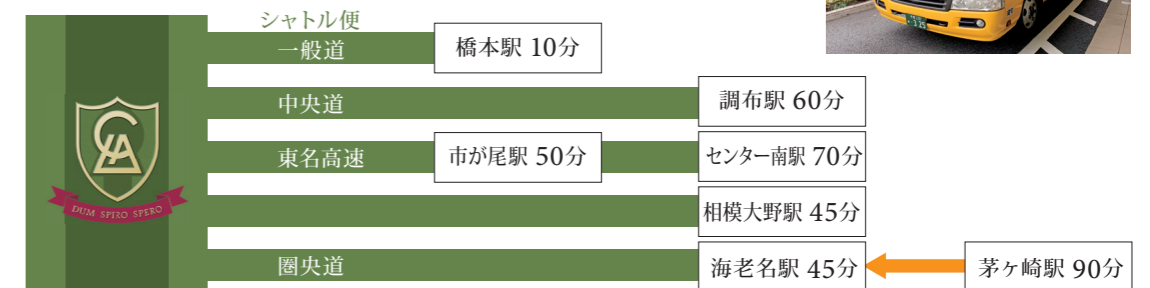 シャトル便
一般道
橋本駅 10分
中央道
調布駅 60分
東名高速
市が尾駅 50分
センター南駅 70分
相模大野駅 45分
圏央道
海老名駅 45分
茅ヶ崎駅 90分
DUM SPIRO SPERO